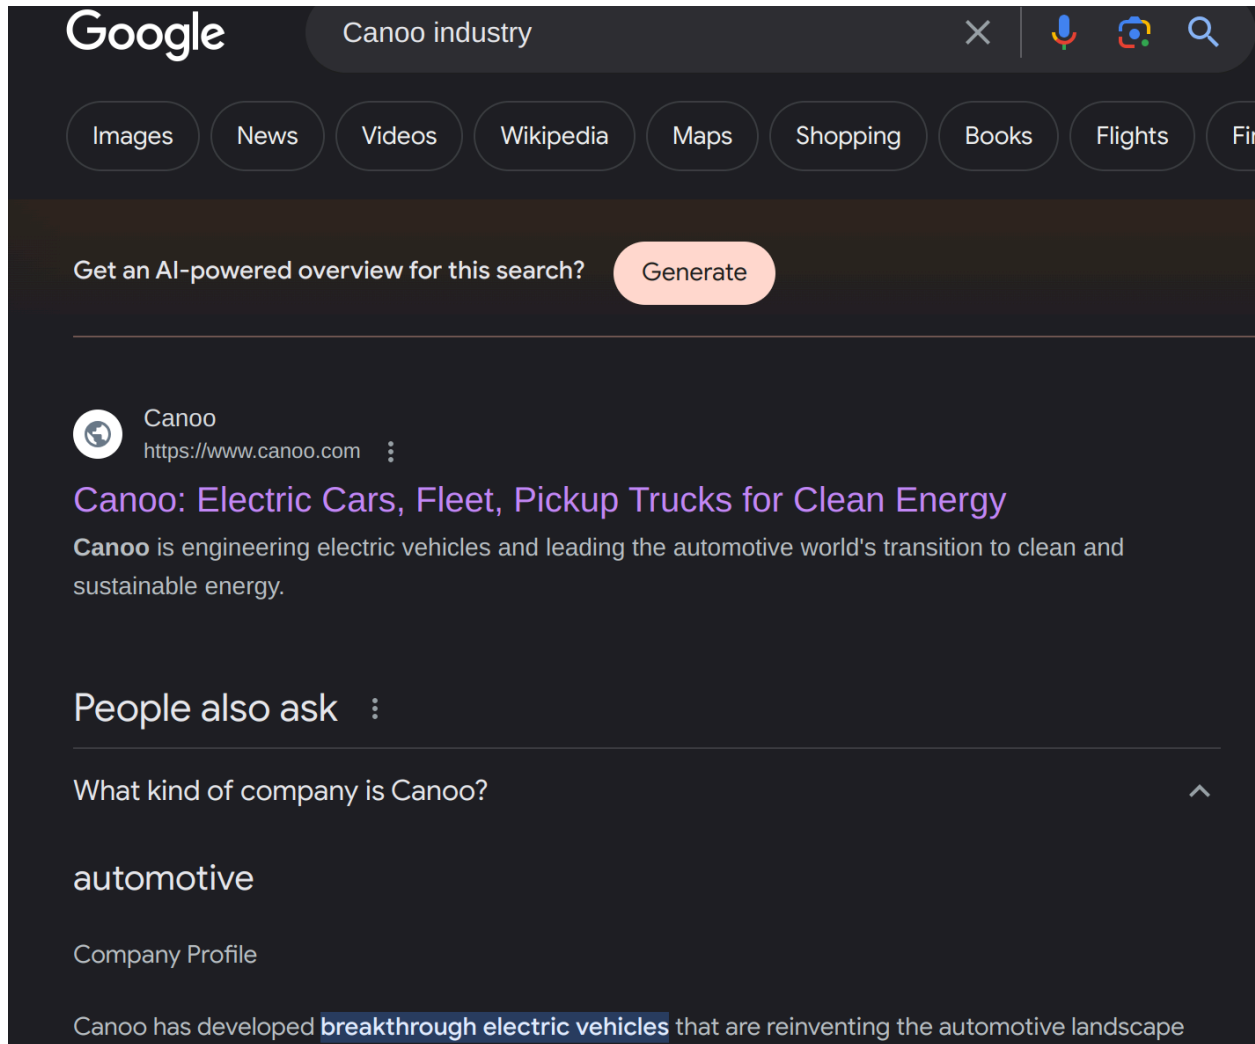 Google
Canoo industry
Images News Videos Wikipedia Maps Shopping Books Flights
Get an AI-powered overview for this search? Generate
Canoo
https://www.canoo.com
Canoo: Electric Cars, Fleet, Pickup Trucks for Clean Energy
Canoo is engineering electric vehicles and leading the automotive world's transition to clean and
sustainable energy.
People also ask
What kind of company is Canoo?
automotive
Company Profile
Canoo has developed breakthrough electric vehicles that are reinventing the automotive landscape